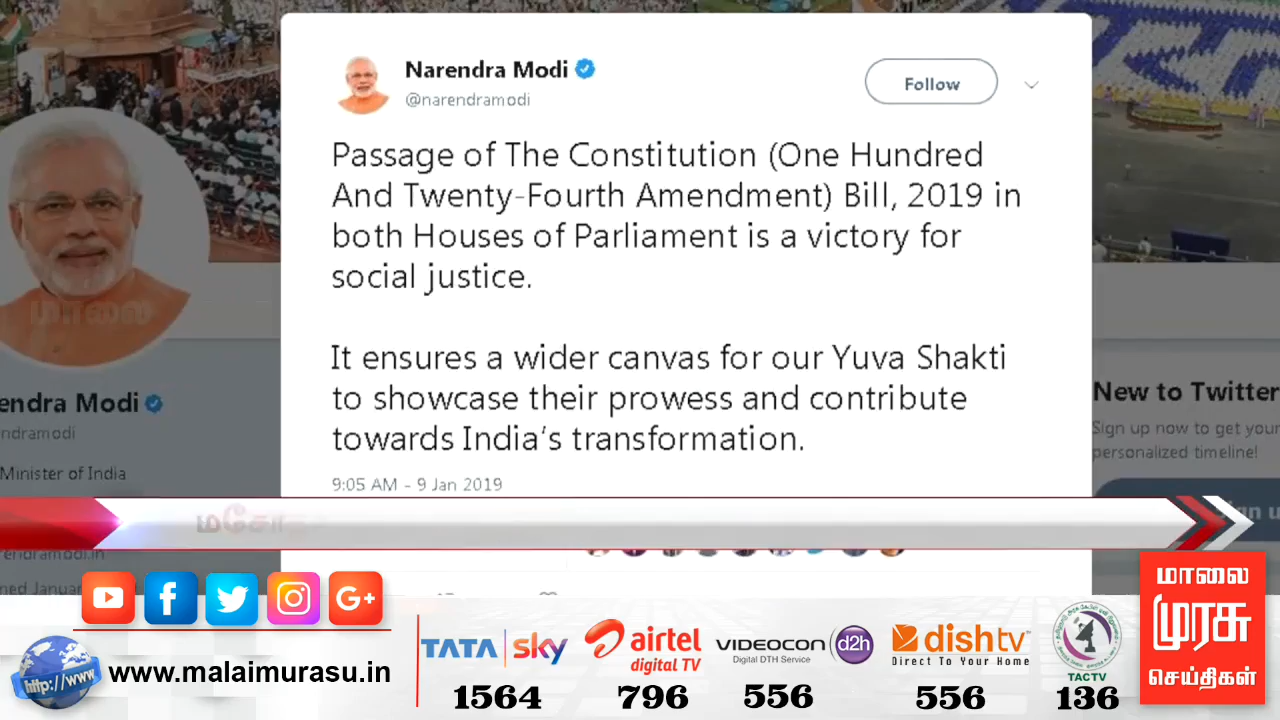 Narendra Modi
@narendramodi
Follow
Passage of The Constitution (One Hundred
And Twenty-Fourth Amendment) Bill, 2019 in
both Houses of Parliament is a victory for
social justice.
It ensures a wider canvas for our Yuva Shakti
to showcase their prowess and contribute
towards India's transformation.
9:05 AM - 9 Jan 2019
endra Modi
ndramodi
Minister of India
New to Twitter
Sign up now to get your
personalized timeline!
மாலை
www.malaimurasu.in
http://www
TATA sky
1564
airtel
digital TV
796
VIDEOCON d2h
Digital DTH Service
556
dishtv
Direct To Your Home
556
TACTV
136
மாலை
முரசு
செய்திகள்